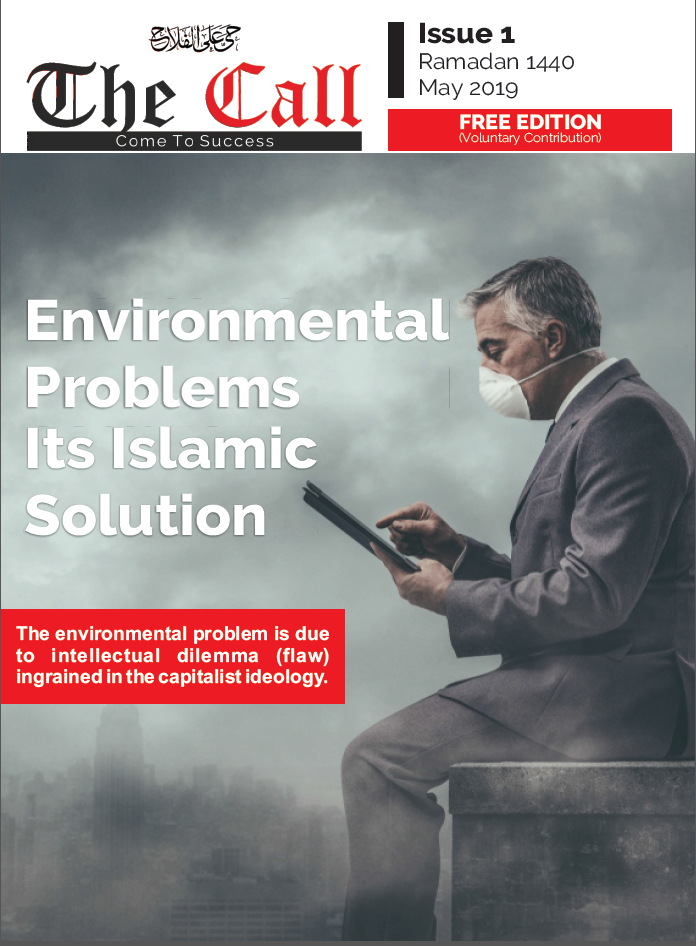 حي على الفلاح
The Call
Come To Success
Issue 1
Ramadan 1440
May 2019
FREE EDITION
(Voluntary Contribution)
Environmental
Problems
Its Islamic
Solution
The environmental problem is due
to intellectual dilemma (flaw)
ingrained in the capitalist ideology.